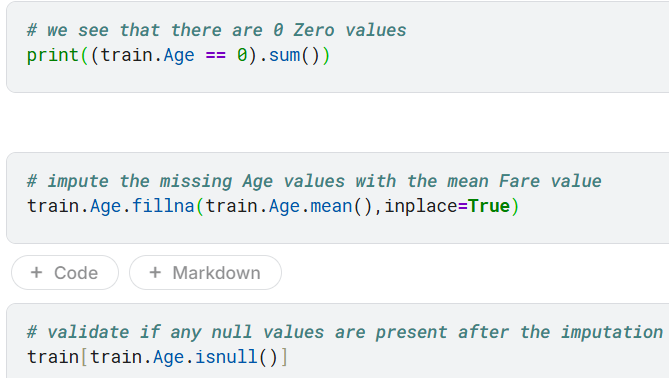 # we see that there are 0 Zero values
print((train.Age == 0).sum())
# impute the missing Age values with the mean Fare value
train.Age.fillna(train.Age.mean(),inplace=True)
+ Code + Markdown
# validate if any null values are present after the imputation
train[train.Age.isnull()]